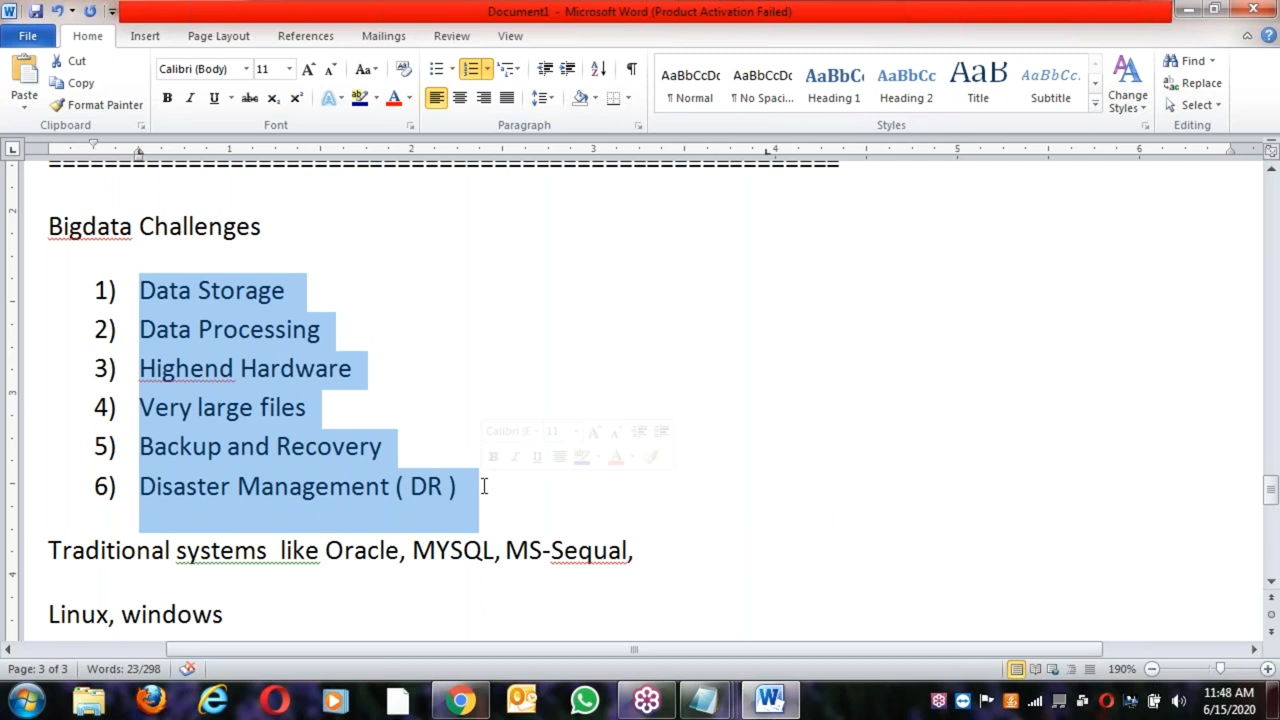 Document1 - Microsoft Word (Product Activation Failed)
File Home Insert Page Layout References Mailings Review View
Paste
Cut
Copy
Format Painter
Clipboard
Calibri (Body) 11
Font
Paragraph
AaBbCcDc AaBbCcDc AaBbC AaBbCc AaB AaBbCc.
¶ Normal ¶ No Spaci... Heading 1 Heading 2 Title Subtitle
Change Styles
Styles
Find
Replace
Select
Editing
=========================================================
Bigdata Challenges
1) Data Storage
2) Data Processing
3) Highend Hardware
4) Very large files
5) Backup and Recovery
6) Disaster Management ( DR )
Traditional systems like Oracle, MYSQL, MS-Sequal,
Linux, windows
Page: 3 of 3 Words: 23/298 190%
11:48 AM
6/15/2020